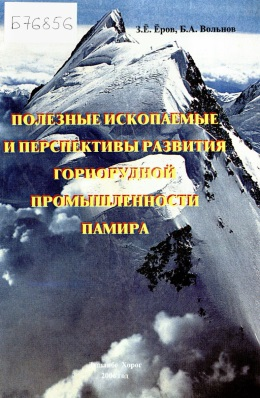 Б76856
З.Ё. Ёров, Б.А. Вольнов
ПОЛЕЗНЫЕ ИСКОПАЕМЫЕ
И ПЕРСПЕКТИВЫ РАЗВИТИЯ
ГОРНОРУДНОЙ
ПРОМЫШЛЕННОСТИ
ПАМИРА
Хорог